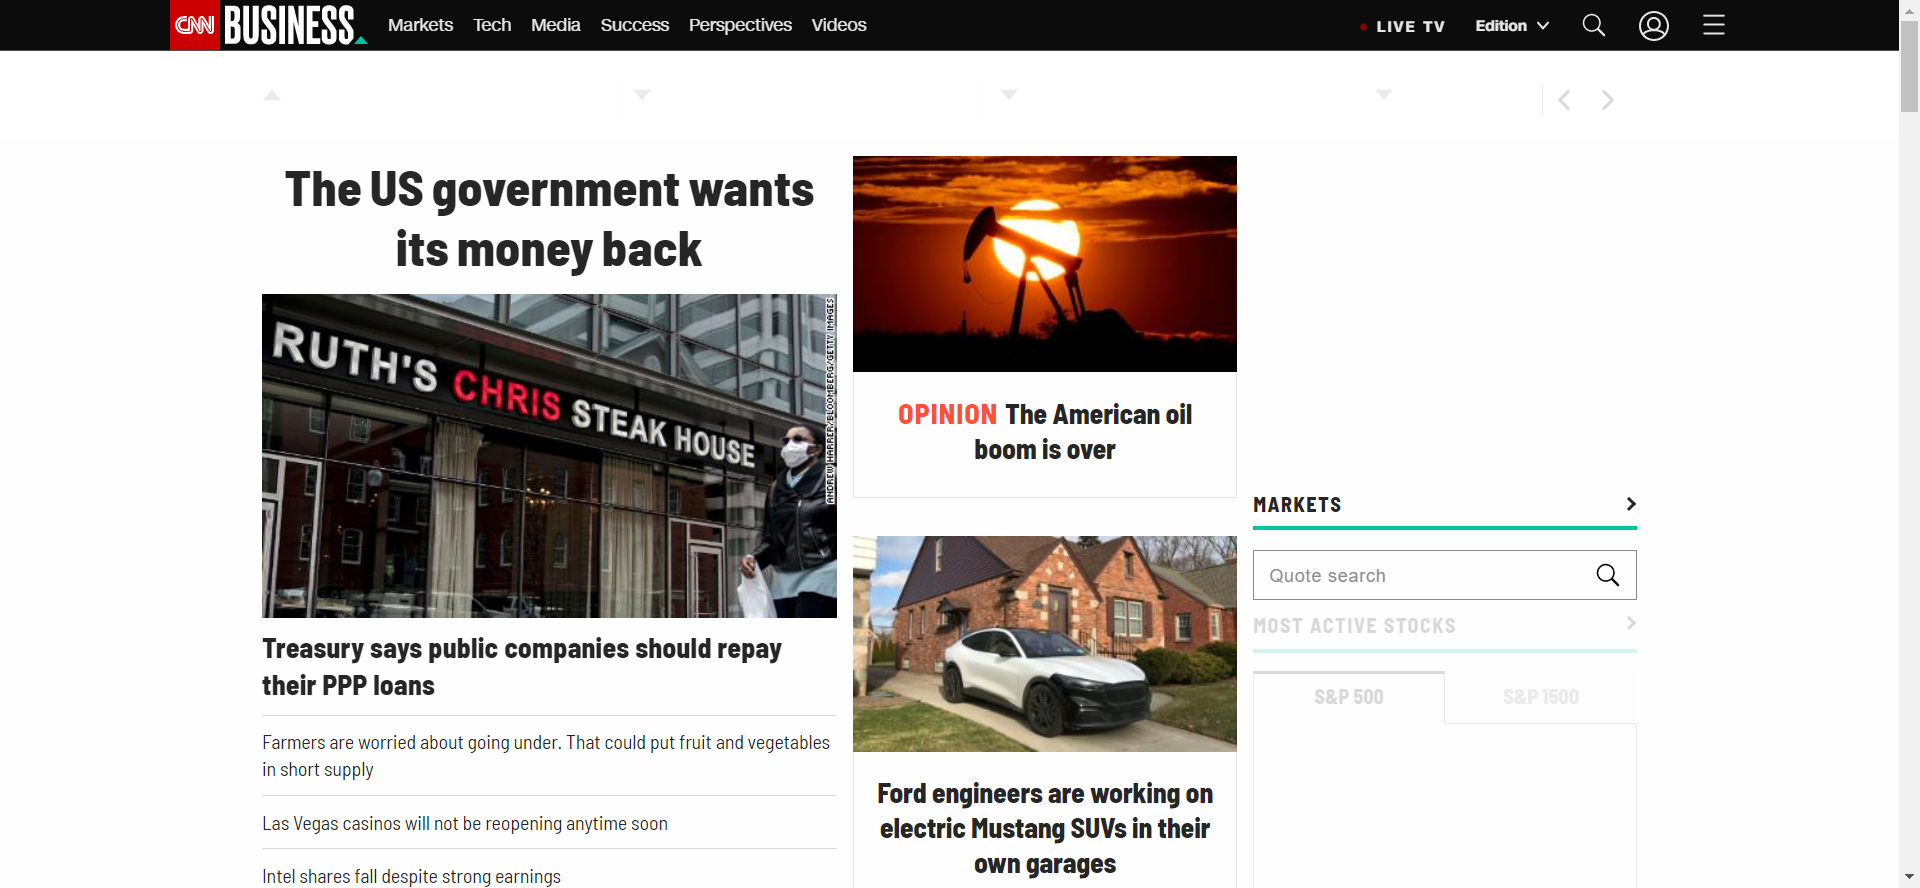 CNN BUSINESS Markets Tech Media Success Perspectives Videos LIVE TV Edition
The US government wants
its money back
RUTH'S CHRIS STEAK HOUSE
ANDREW HARRER/BLOOMBERG/GETTY IMAGES
Treasury says public companies should repay
their PPP loans
Farmers are worried about going under. That could put fruit and vegetables
in short supply
Las Vegas casinos will not be reopening anytime soon
Intel shares fall despite strong earnings
OPINION The American oil
boom is over
Ford engineers are working on
electric Mustang SUVs in their
own garages
MARKETS
Quote search
MOST ACTIVE STOCKS
S&P 500 S&P 1500